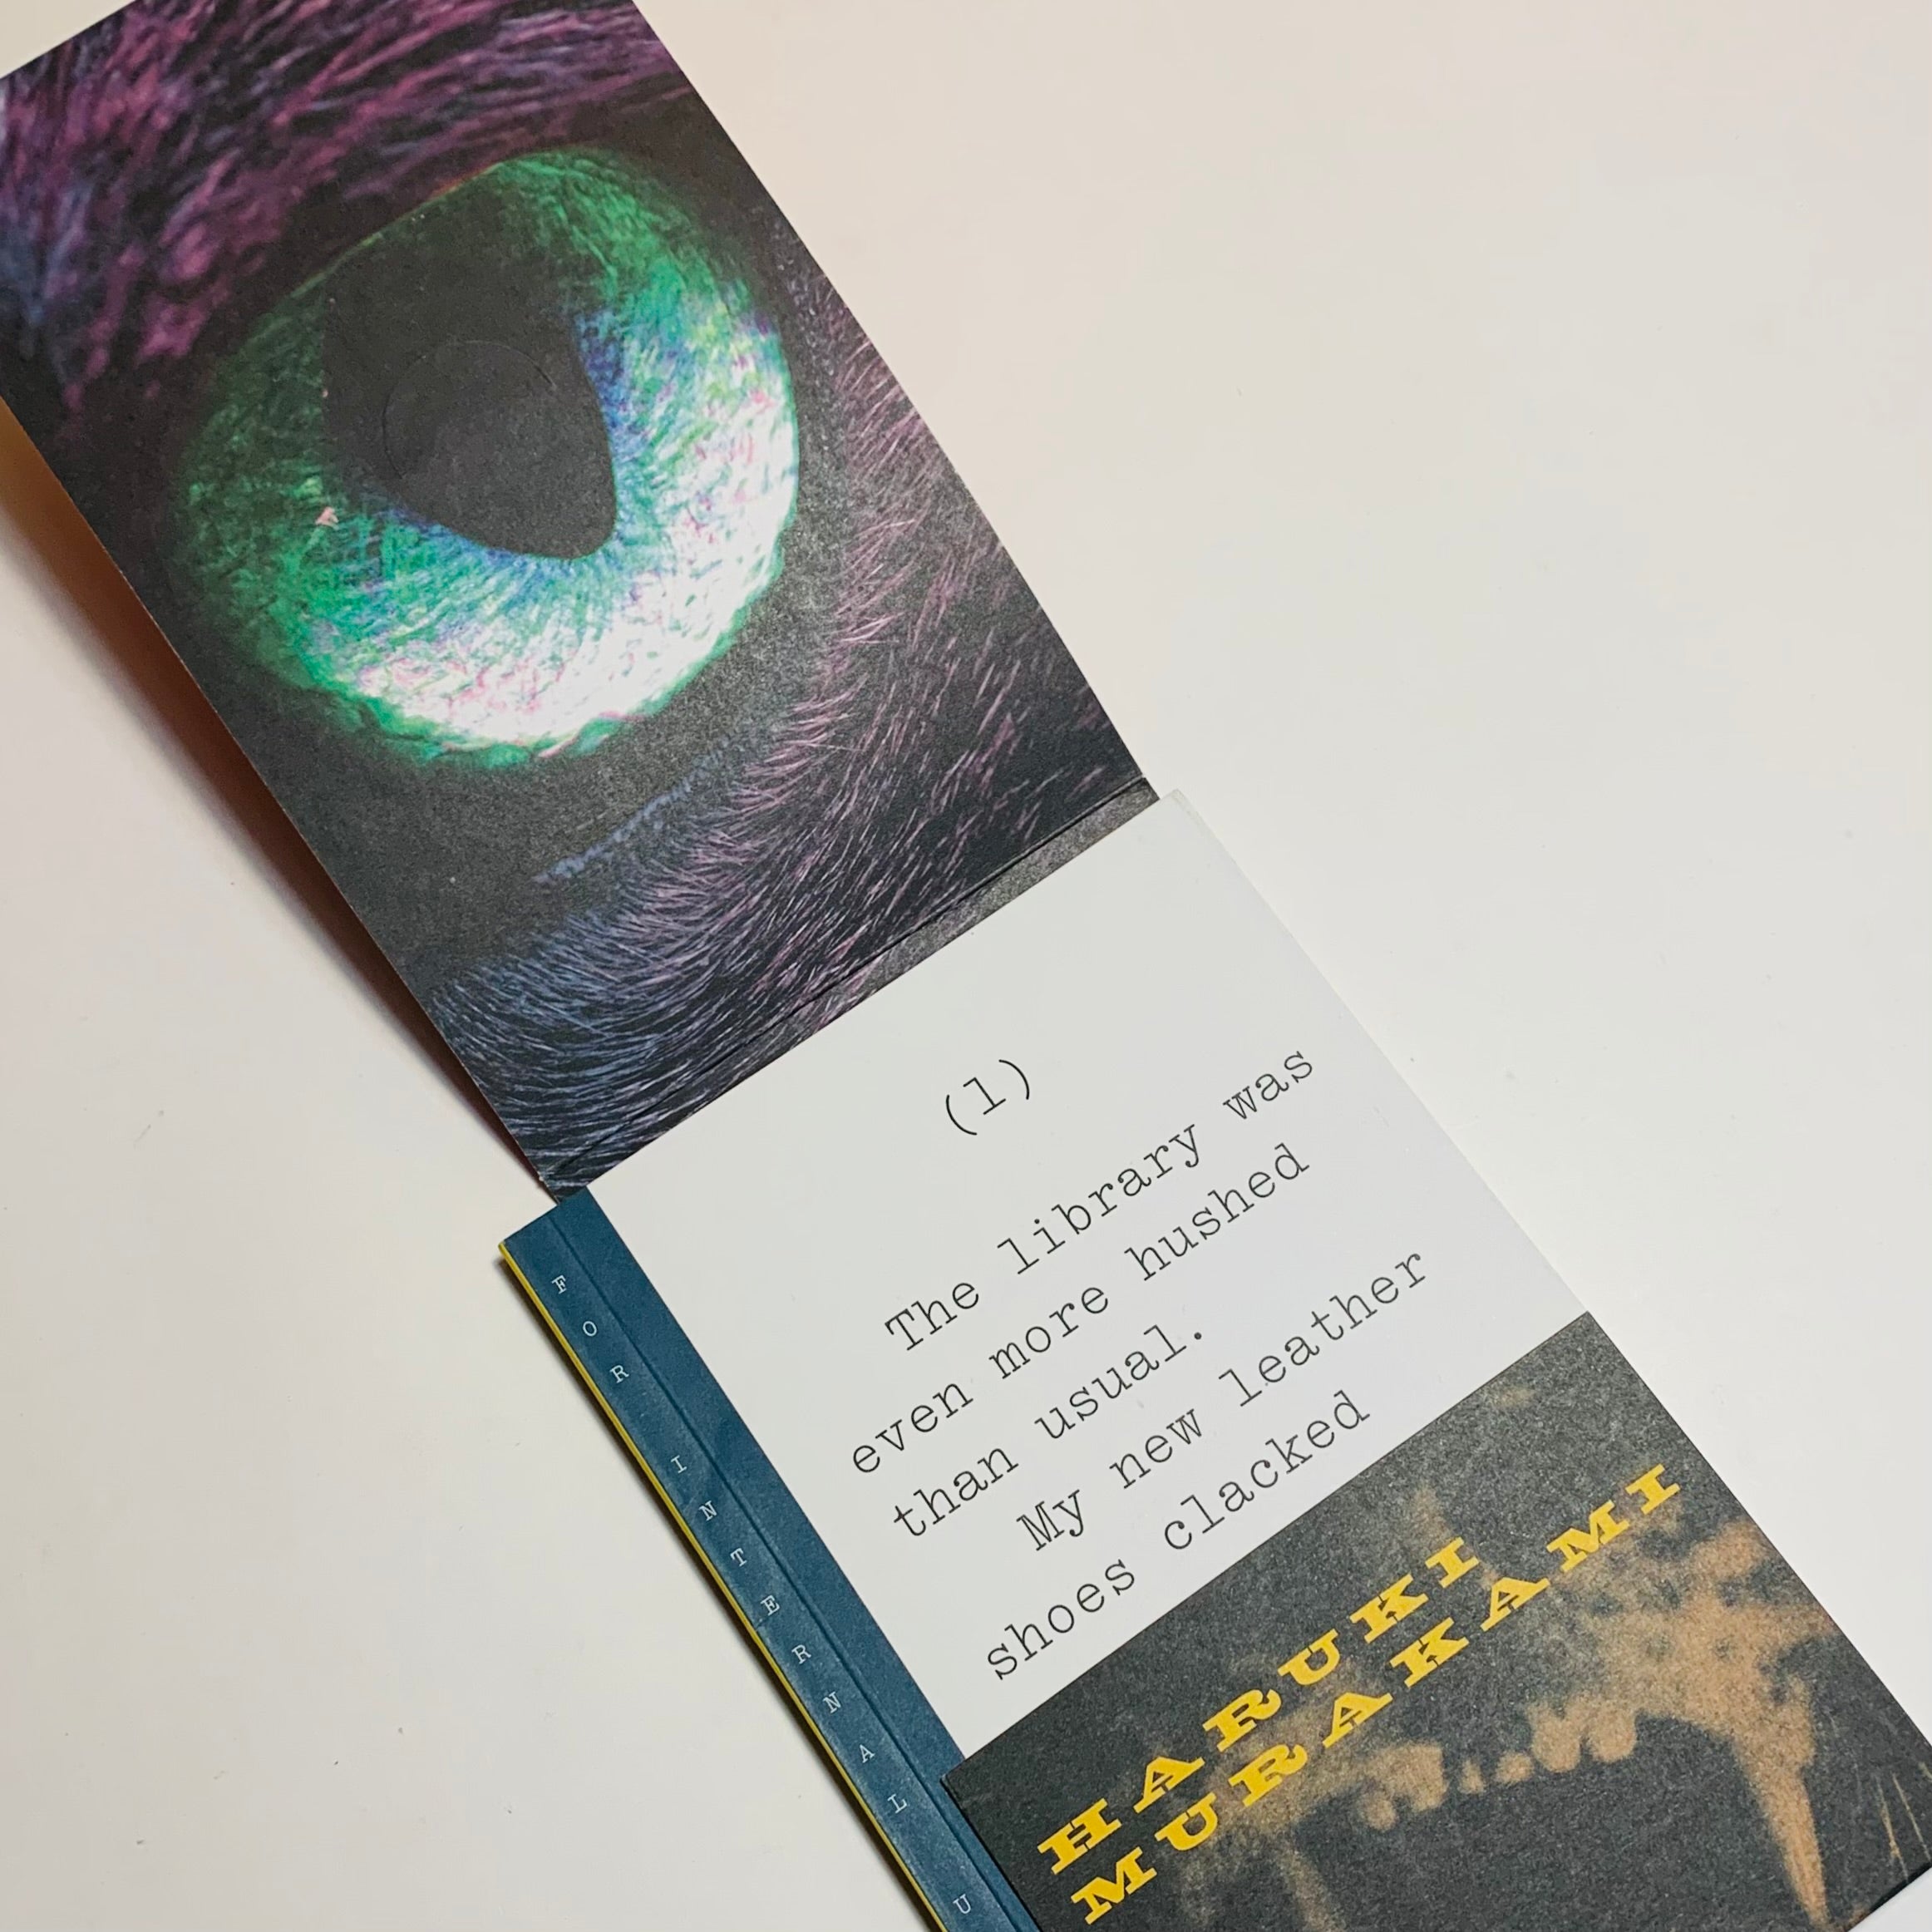 (1)
The library was
even more hushed
than usual.
My new leather
shoes clacked
FOR INTERNAL U
HARUKI
MURAKAMI